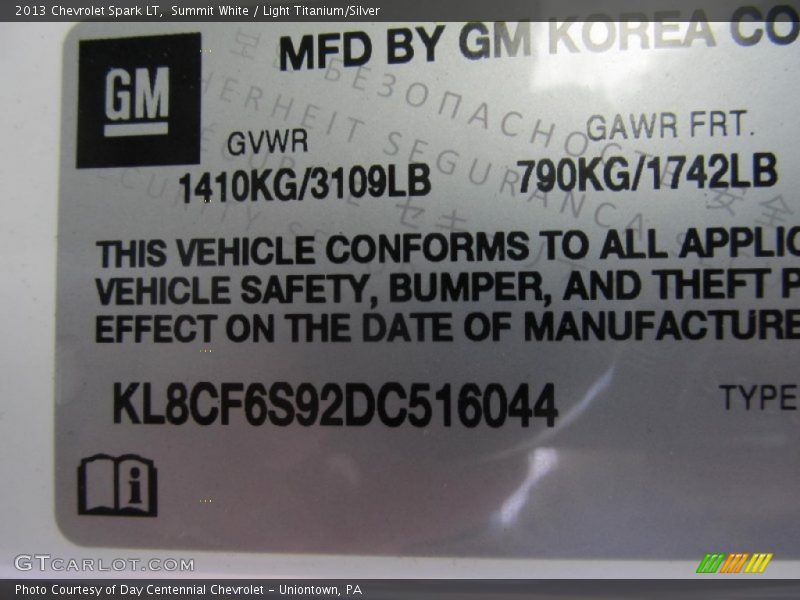 2013 Chevrolet Spark LT, Summit White / Light Titanium/Silver
MFD BY GM KOREA CO
GM
GVWR
GAWR FRT.
1410KG/3109LB
790KG/1742LB
THIS VEHICLE CONFORMS TO ALL APPLIC
VEHICLE SAFETY, BUMPER, AND THEFT P
EFFECT ON THE DATE OF MANUFACTURE
KL8CF6S92DC516044
TYPE
i
БЕЗОПАСНОСТЬ
SEGURANCA
GTCARLOT.COM
Photo Courtesy of Day Centennial Chevrolet - Uniontown, PA